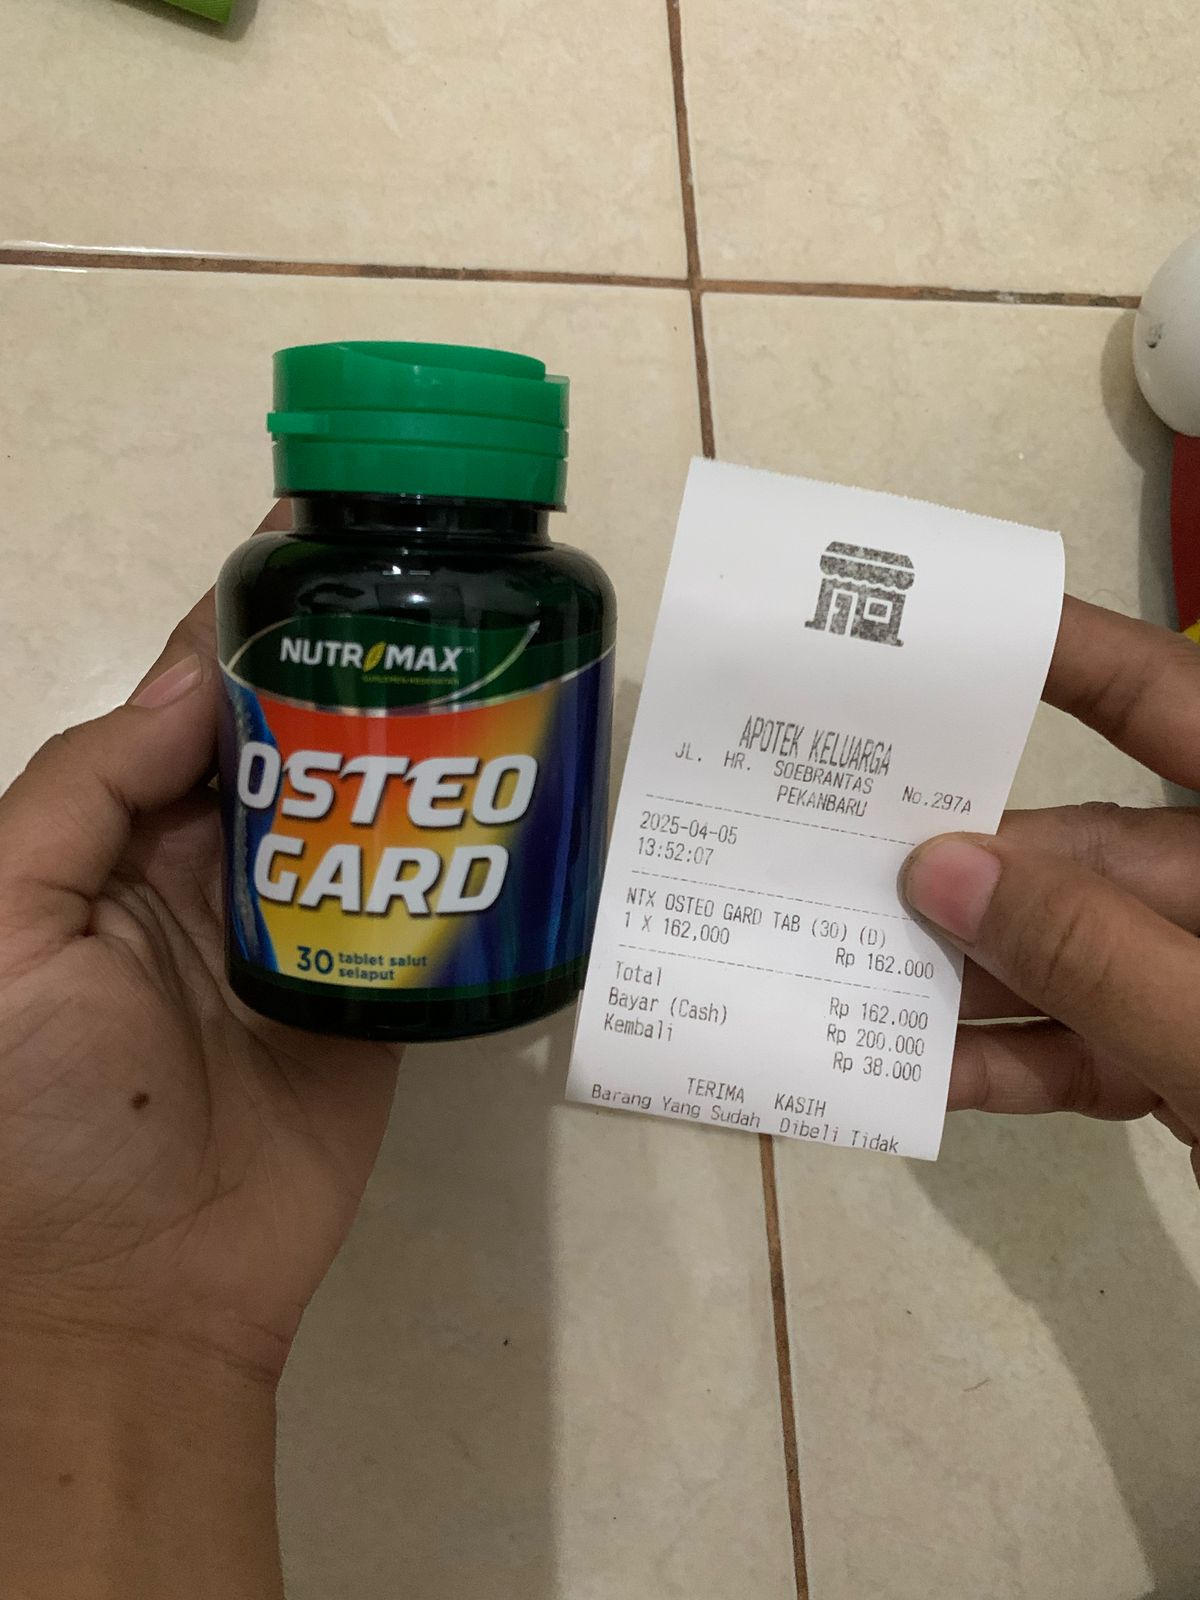 NUTRIMAX
SUPLEMEN KESEHATAN
OSTEO
GARD
30 tablet salut
selaput
APOTEK KELUARGA
JL. HR. SOEBRANTAS No.297A
PEKANBARU
2025-04-05
13:52:07
NTX OSTEO GARD TAB (30) (D)
1 X 162,000 Rp 162.000
Total Rp 162.000
Bayar (Cash) Rp 200.000
Kembali Rp 38.000
TERIMA KASIH
Barang Yang Sudah Dibeli Tidak